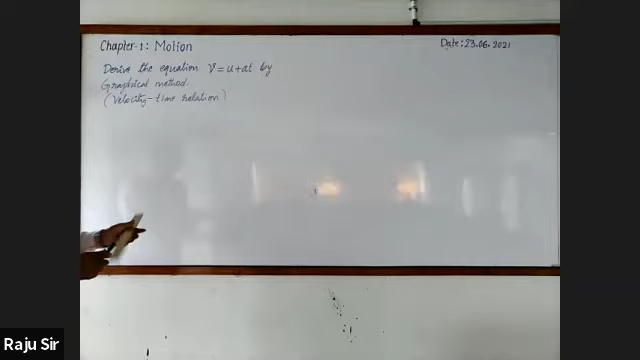 Chapter-1: Motion
Date: 23.06.2021
Derive the equation V = u+at by
Graphical method.
(Velocity-time relation)
Raju Sir